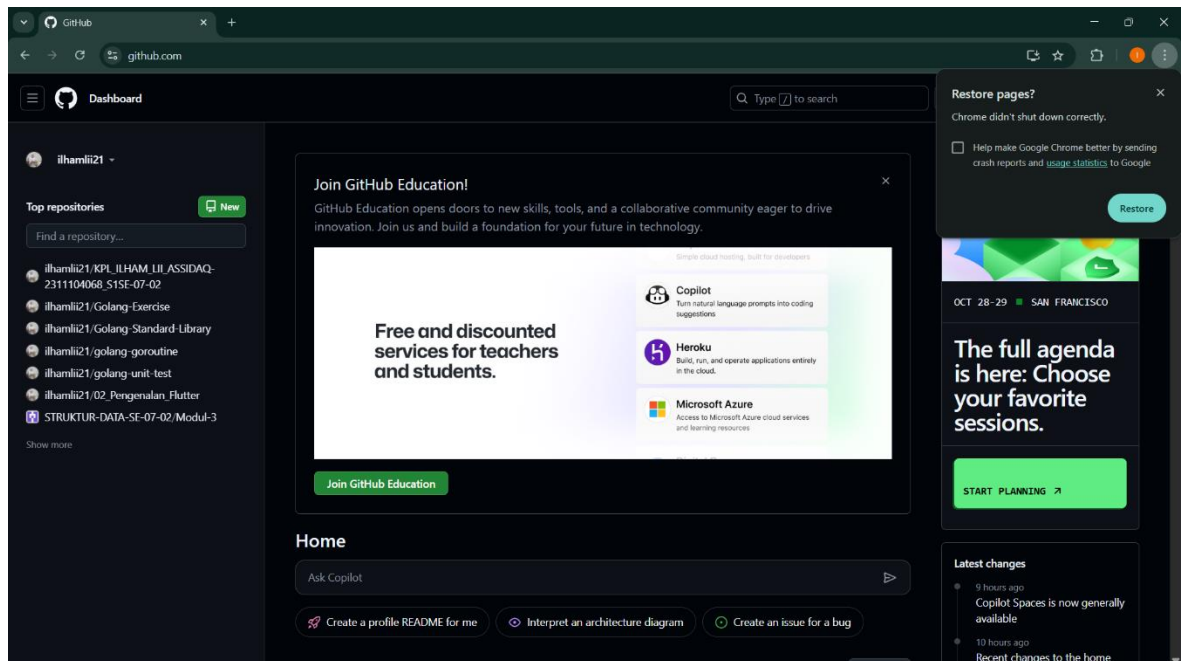 GitHub
github.com
Dashboard
Type / to search
Restore pages?
Chrome didn't shut down correctly.
Help make Google Chrome better by sending
crash reports and usage statistics to Google
Restore
ilhamlii21
Top repositories
New
Find a repository...
ilhamlii21/KPL_ILHAM_LII_ASSIDAQ-
2311104068_S1SE-07-02
ilhamlii21/Golang-Exercise
ilhamlii21/Golang-Standard-Library
ilhamlii21/golang-goroutine
ilhamlii21/golang-unit-test
ilhamlii21/02_Pengenalan_Flutter
STRUKTUR-DATA-SE-07-02/Modul-3
Show more
Join GitHub Education!
GitHub Education opens doors to new skills, tools, and a collaborative community eager to drive
innovation. Join us and build a foundation for your future in technology.
Free and discounted
services for teachers
and students.
Simple cloud hosting, built for developers
Copilot
Turn natural language prompts into coding
suggestions
Heroku
Build, run, and operate applications entirely
in the cloud.
Microsoft Azure
Access to Microsoft Azure cloud services
and learning resources
Join GitHub Education
Home
Ask Copilot
Create a profile README for me
Interpret an architecture diagram
Create an issue for a bug
OCT 28-29 SAN FRANCISCO
The full agenda
is here: Choose
your favorite
sessions.
START PLANNING
Latest changes
9 hours ago
Copilot Spaces is now generally
available
10 hours ago
Recent changes to the home